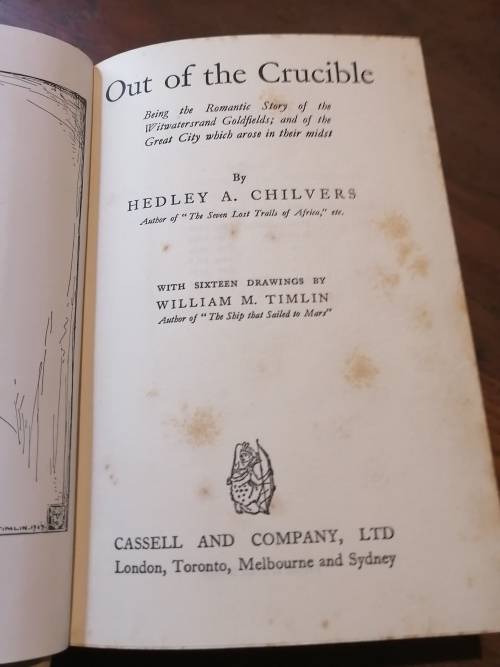 Out of the Crucible
Being the Romantic Story of the
Witwatersrand Goldfields; and of the
Great City which arose in their midst
By
HEDLEY A. CHILVERS
Author of "The Seven Lost Trails of Africa," etc.
WITH SIXTEEN DRAWINGS BY
WILLIAM M. TIMLIN
Author of "The Ship that Sailed to Mars"
CASSELL AND COMPANY, LTD
London, Toronto, Melbourne and Sydney
TIMLIN